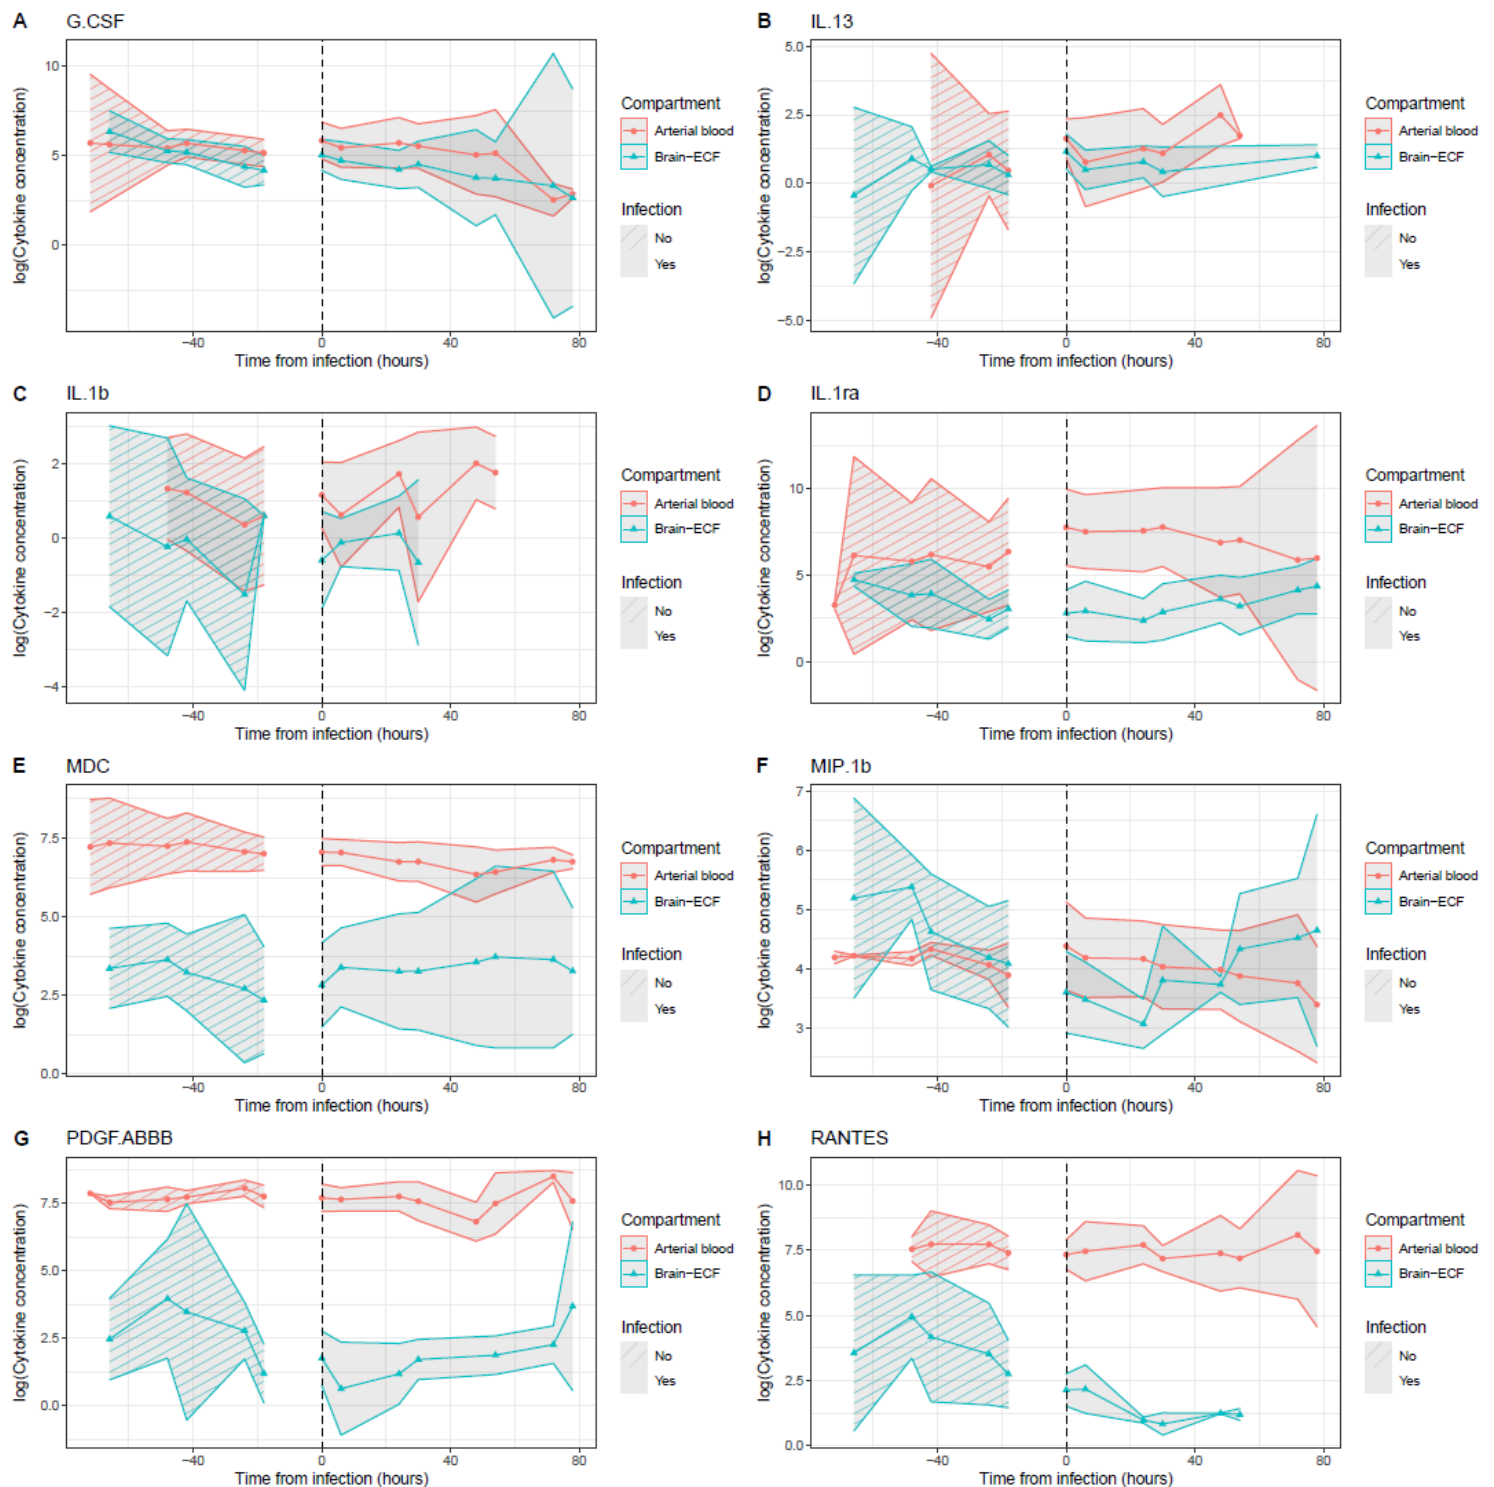 A G.CSF
log(Cytokine concentration)
10
5
0
−40 0 40 80
Time from infection (hours)
Compartment
Arterial blood
Brain−ECF
Infection
No
Yes
B IL.13
log(Cytokine concentration)
5.0
2.5
0.0
−2.5
−5.0
−40 0 40 80
Time from infection (hours)
Compartment
Arterial blood
Brain−ECF
Infection
No
Yes
C IL.1b
log(Cytokine concentration)
2
0
−2
−4
−40 0 40 80
Time from infection (hours)
Compartment
Arterial blood
Brain−ECF
Infection
No
Yes
D IL.1ra
log(Cytokine concentration)
10
5
0
−40 0 40 80
Time from infection (hours)
Compartment
Arterial blood
Brain−ECF
Infection
No
Yes
E MDC
log(Cytokine concentration)
7.5
5.0
2.5
0.0
−40 0 40 80
Time from infection (hours)
Compartment
Arterial blood
Brain−ECF
Infection
No
Yes
F MIP.1b
log(Cytokine concentration)
7
6
5
4
3
−40 0 40 80
Time from infection (hours)
Compartment
Arterial blood
Brain−ECF
Infection
No
Yes
G PDGF.ABBB
log(Cytokine concentration)
7.5
5.0
2.5
0.0
−40 0 40 80
Time from infection (hours)
Compartment
Arterial blood
Brain−ECF
Infection
No
Yes
H RANTES
log(Cytokine concentration)
10.0
7.5
5.0
2.5
0.0
−40 0 40 80
Time from infection (hours)
Compartment
Arterial blood
Brain−ECF
Infection
No
Yes